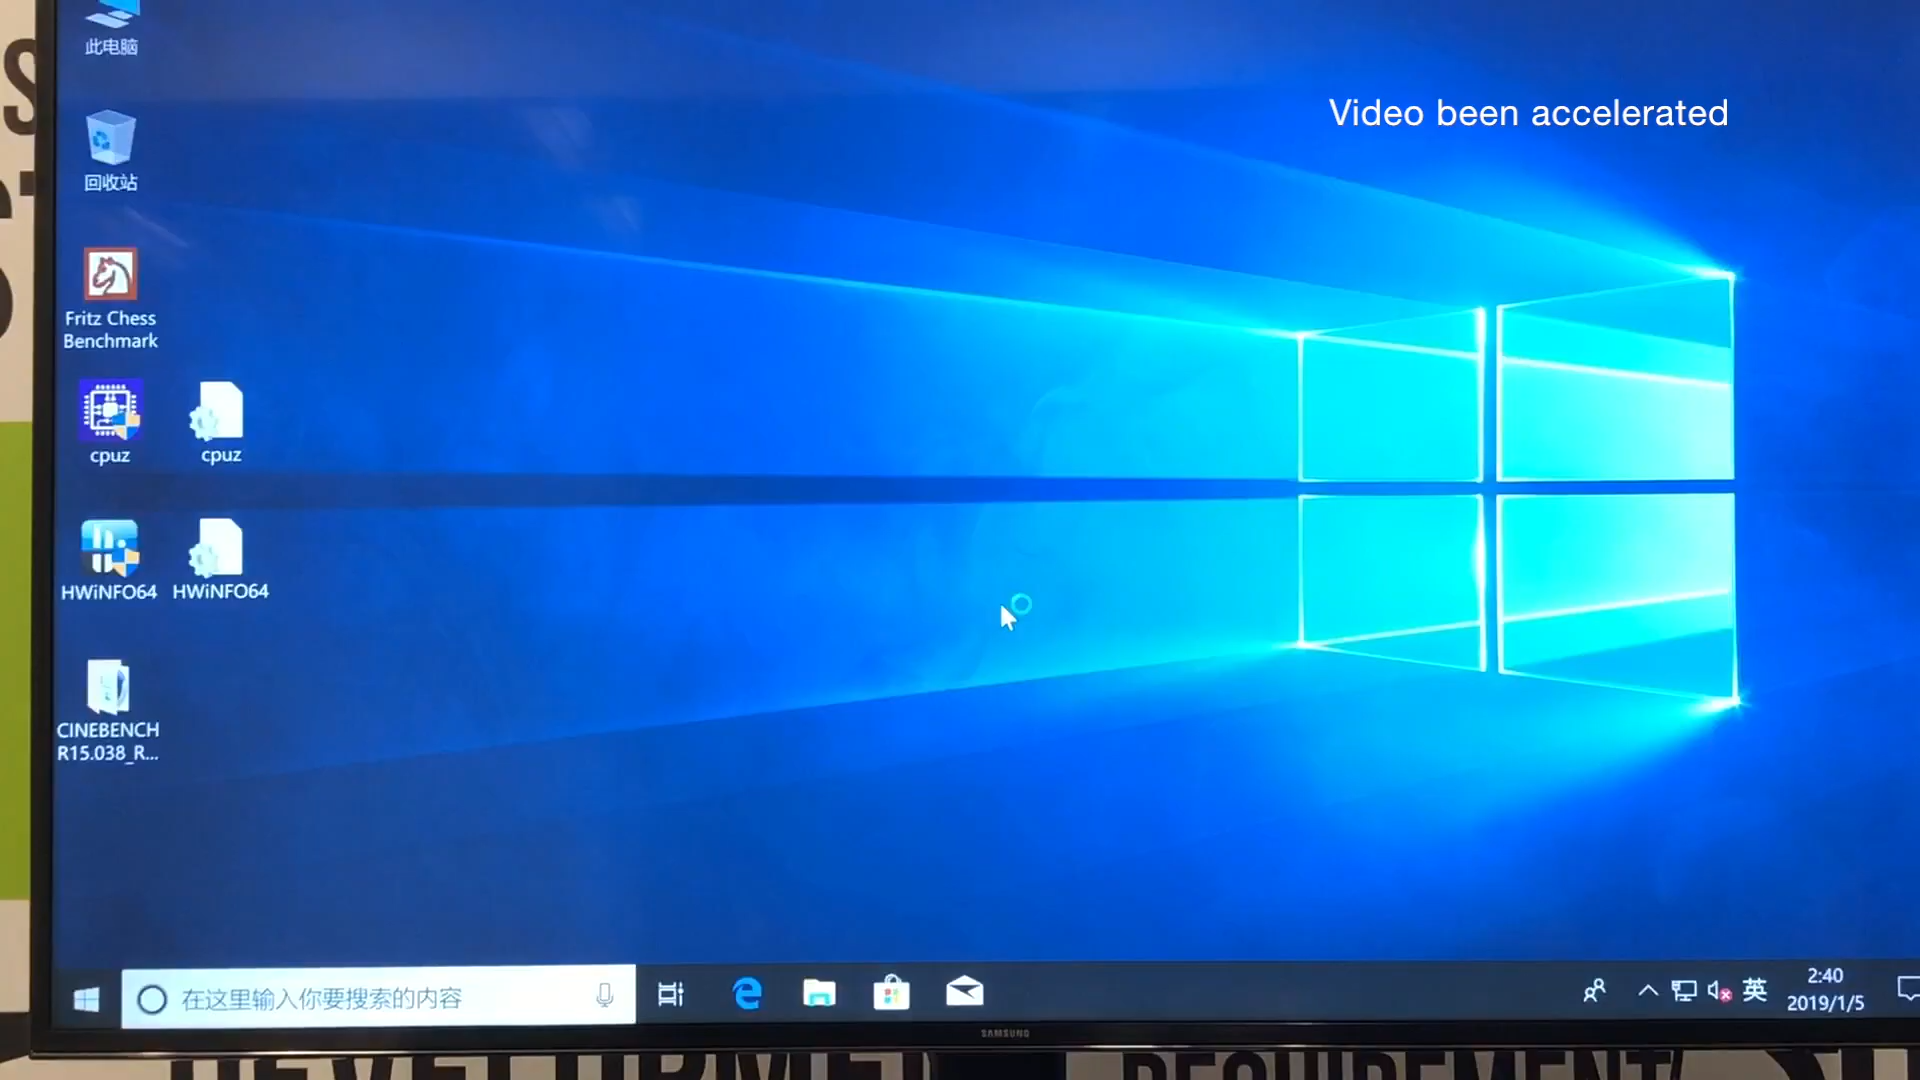 此电脑
Video been accelerated
回收站
Fritz Chess
Benchmark
cpuz
cpuz
HWiNFO64
HWiNFO64
CINEBENCH
R15.038_R...
在这里输入你要搜索的内容
英
2:40
2019/1/5
SAMSUNG
REQUIREMENT